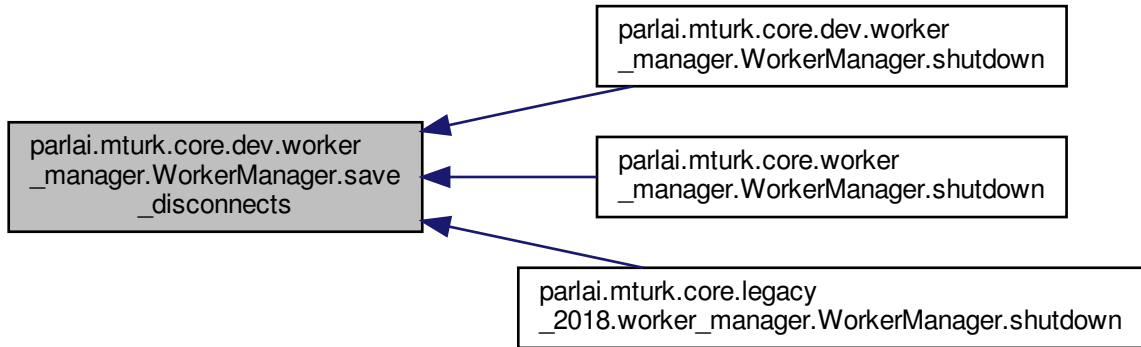 parlai.mturk.core.dev.worker
_manager.WorkerManager.save
_disconnects
parlai.mturk.core.dev.worker
_manager.WorkerManager.shutdown
parlai.mturk.core.worker
_manager.WorkerManager.shutdown
parlai.mturk.core.legacy
_2018.worker_manager.WorkerManager.shutdown